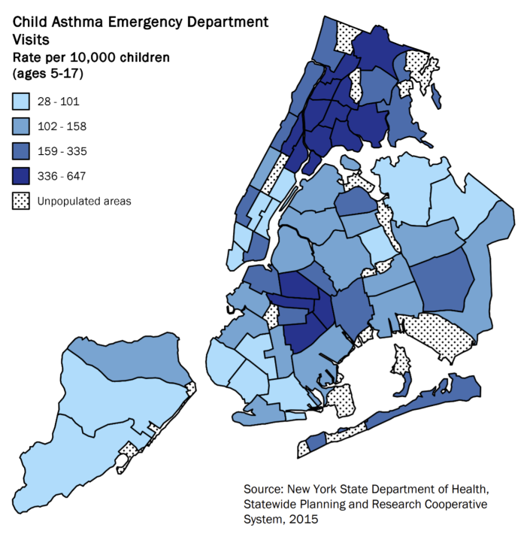 Child Asthma Emergency Department
Visits
Rate per 10,000 children
(ages 5-17)
28 - 101
102 - 158
159 - 335
336 - 647
Unpopulated areas
Source: New York State Department of Health,
Statewide Planning and Research Cooperative
System, 2015